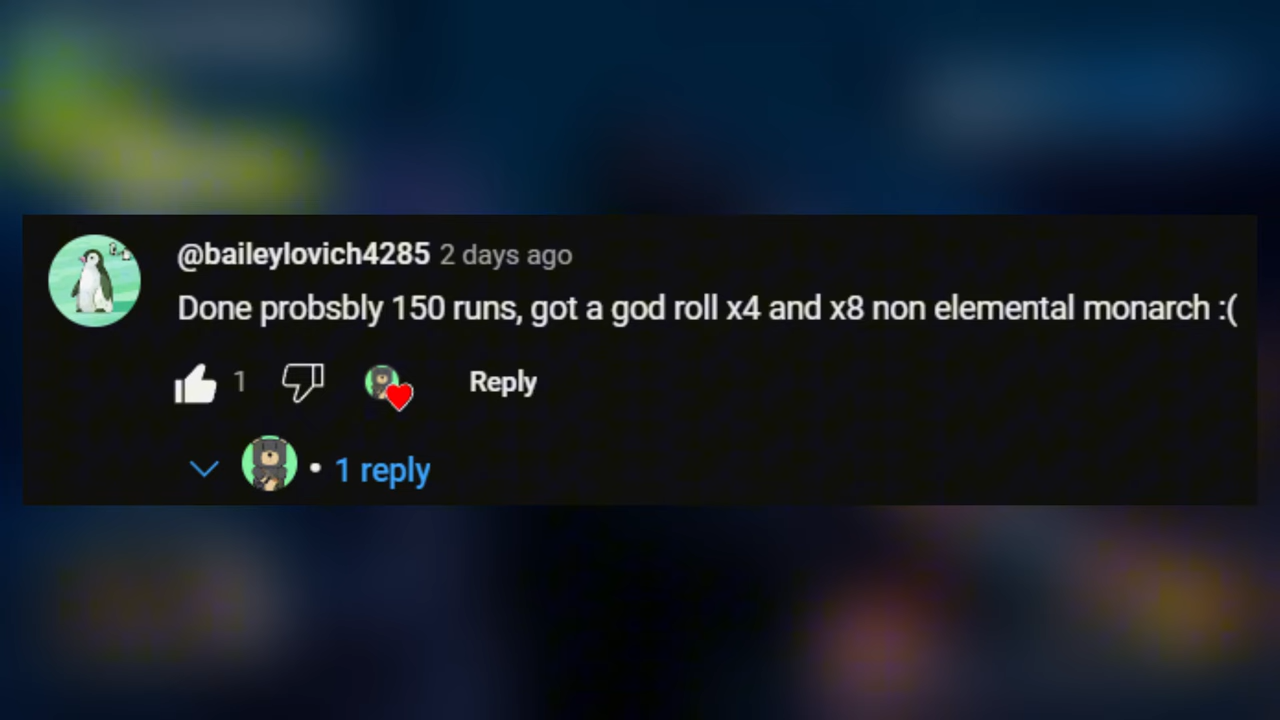 @baileylovich4285 2 days ago
Done probsbly 150 runs, got a god roll x4 and x8 non elemental monarch :(
1 Reply
• 1 reply